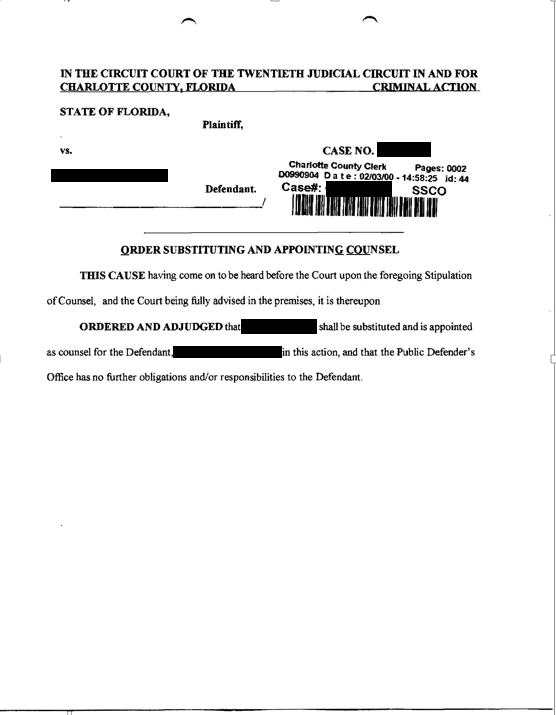 IN THE CIRCUIT COURT OF THE TWENTIETH JUDICIAL CIRCUIT IN AND FOR
CHARLOTTE COUNTY, FLORIDA CRIMINAL ACTION
STATE OF FLORIDA,
Plaintiff,
vs. CASE NO.
Charlotte County Clerk Pages: 0002
D0990904 Date: 02/03/00 - 14:58:25 Id: 44
Defendant. Case#: SSCO
/
ORDER SUBSTITUTING AND APPOINTING COUNSEL
THIS CAUSE having come on to be heard before the Court upon the foregoing Stipulation
of Counsel, and the Court being fully advised in the premises, it is thereupon
ORDERED AND ADJUDGED that shall be substituted and is appointed
as counsel for the Defendant, in this action, and that the Public Defender's
Office has no further obligations and/or responsibilities to the Defendant.